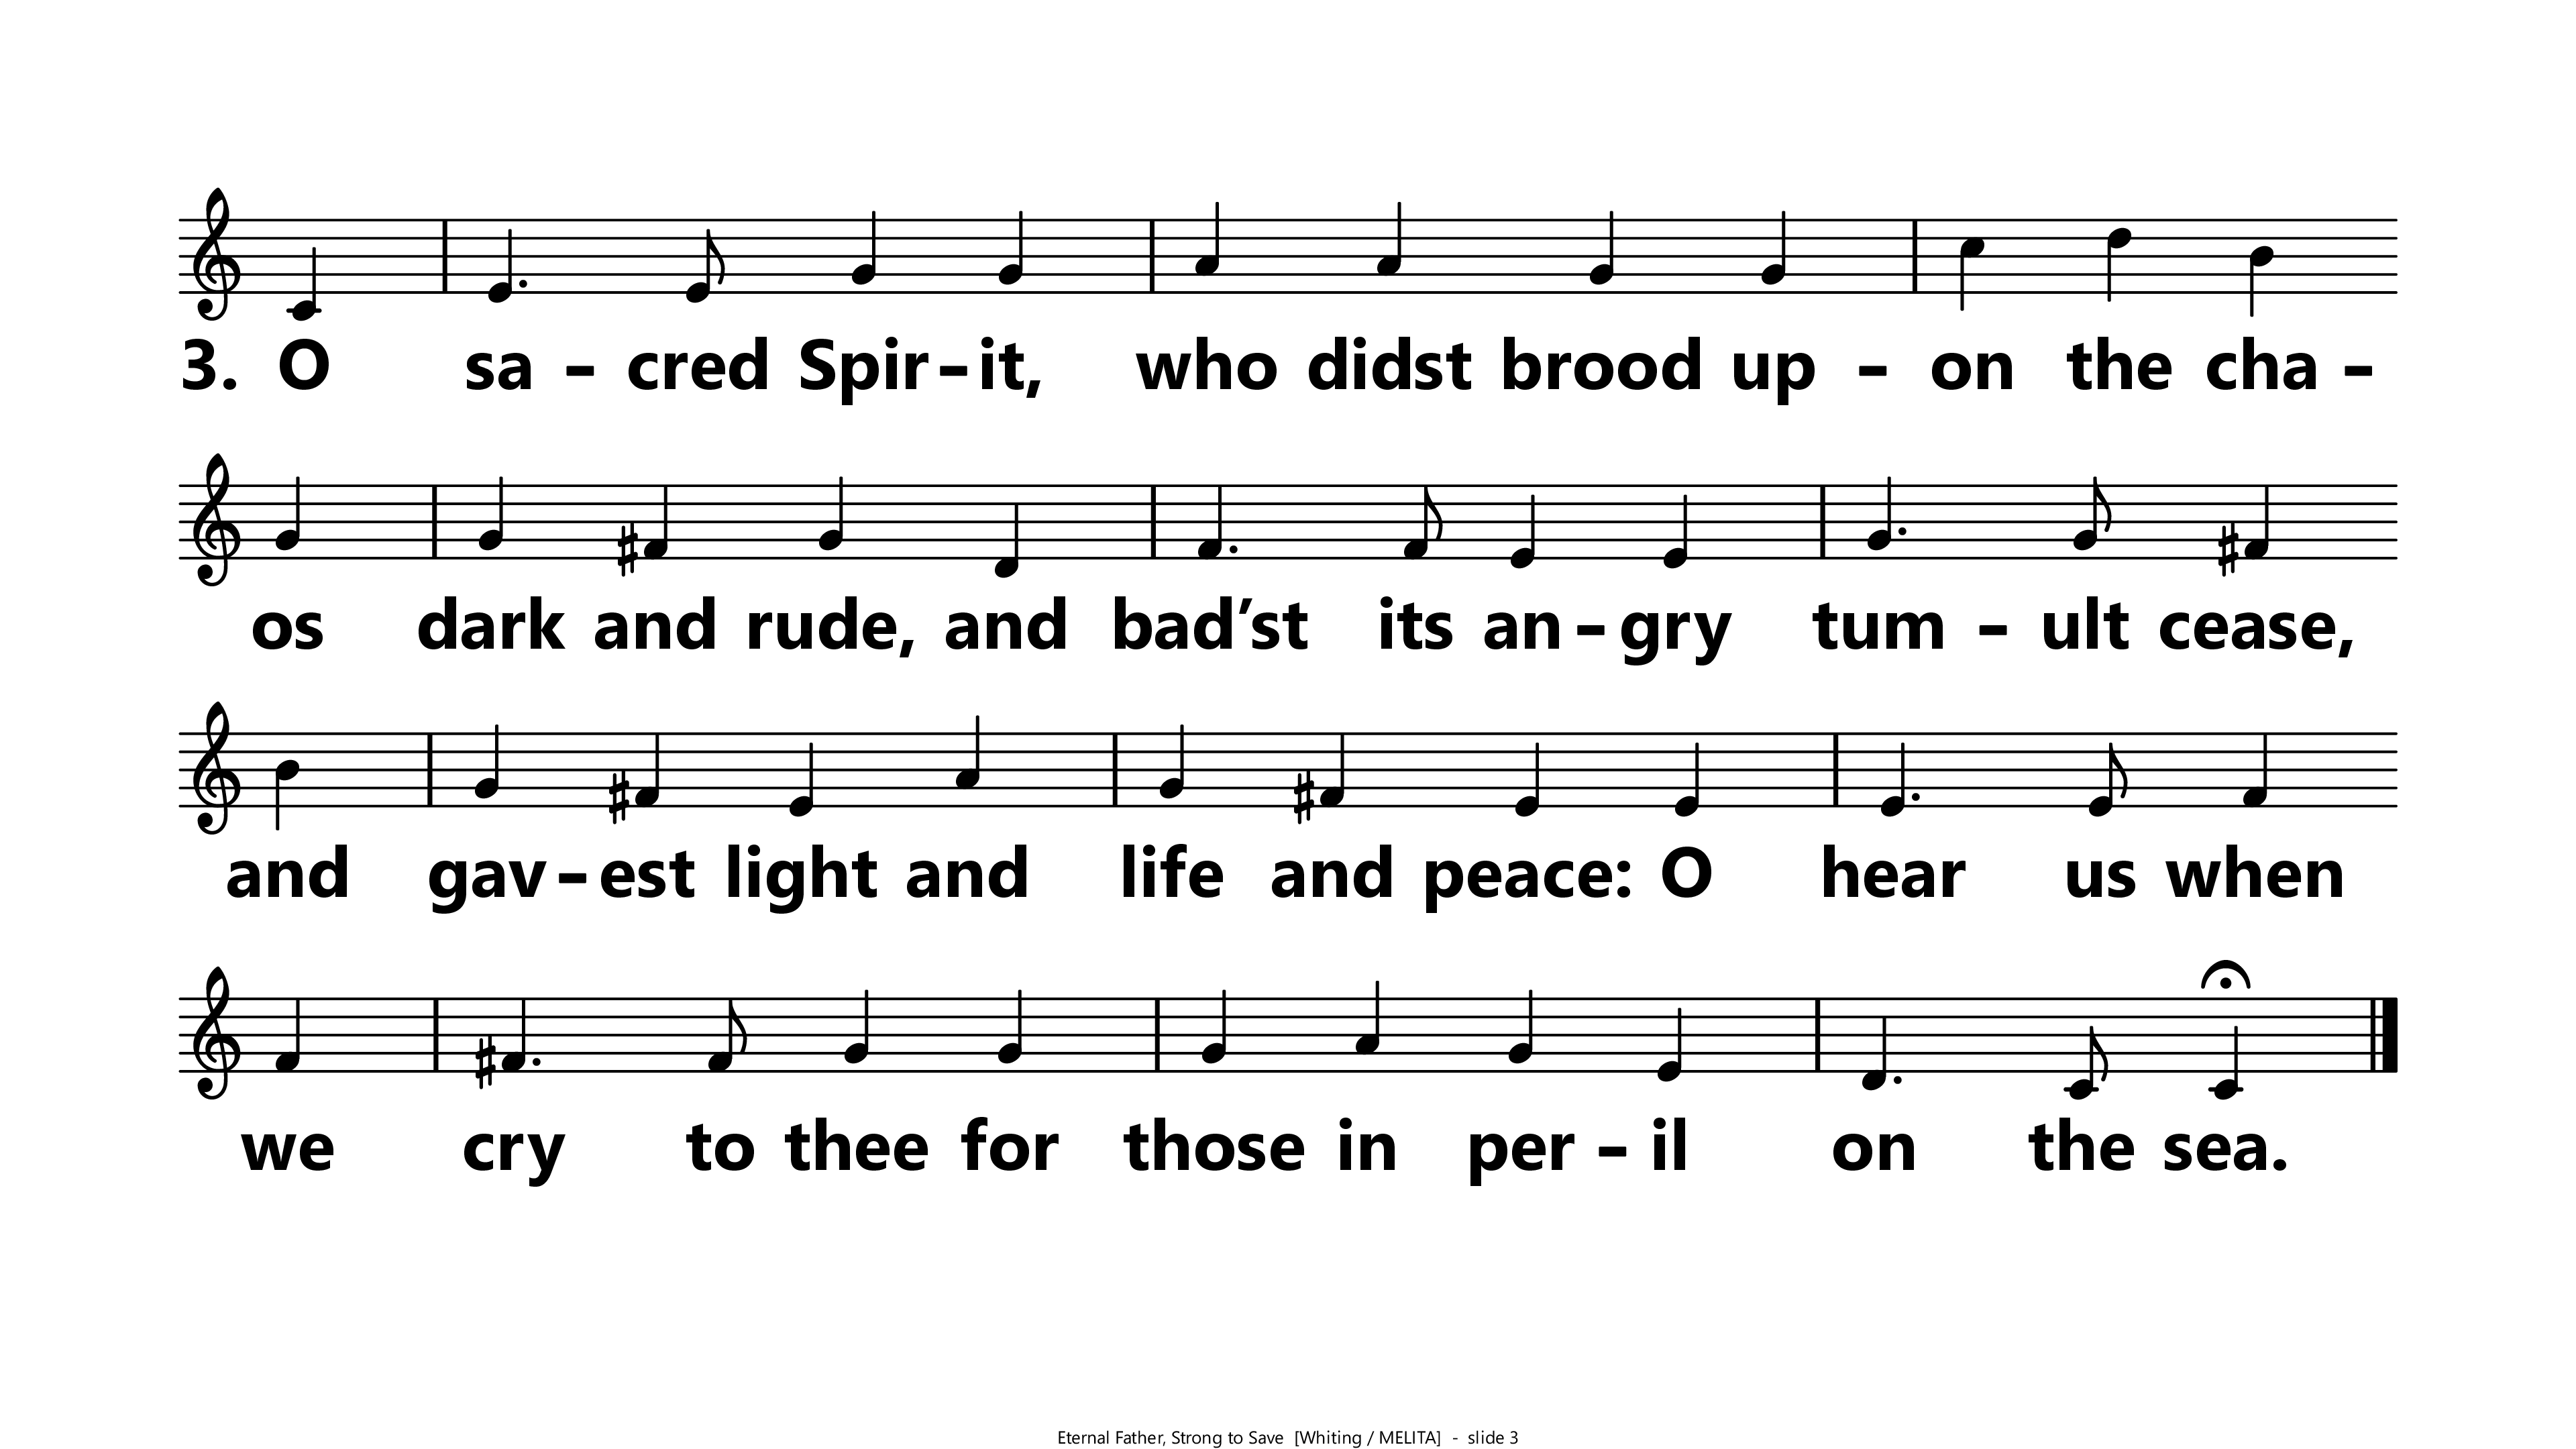 3. O sa - cred Spir - it, who didst brood up - on the cha -
os dark and rude, and bad’st its an - gry tum - ult cease,
and gav - est light and life and peace: O hear us when
we cry to thee for those in per - il on the sea.
Eternal Father, Strong to Save [Whiting / MELITA] - slide 3